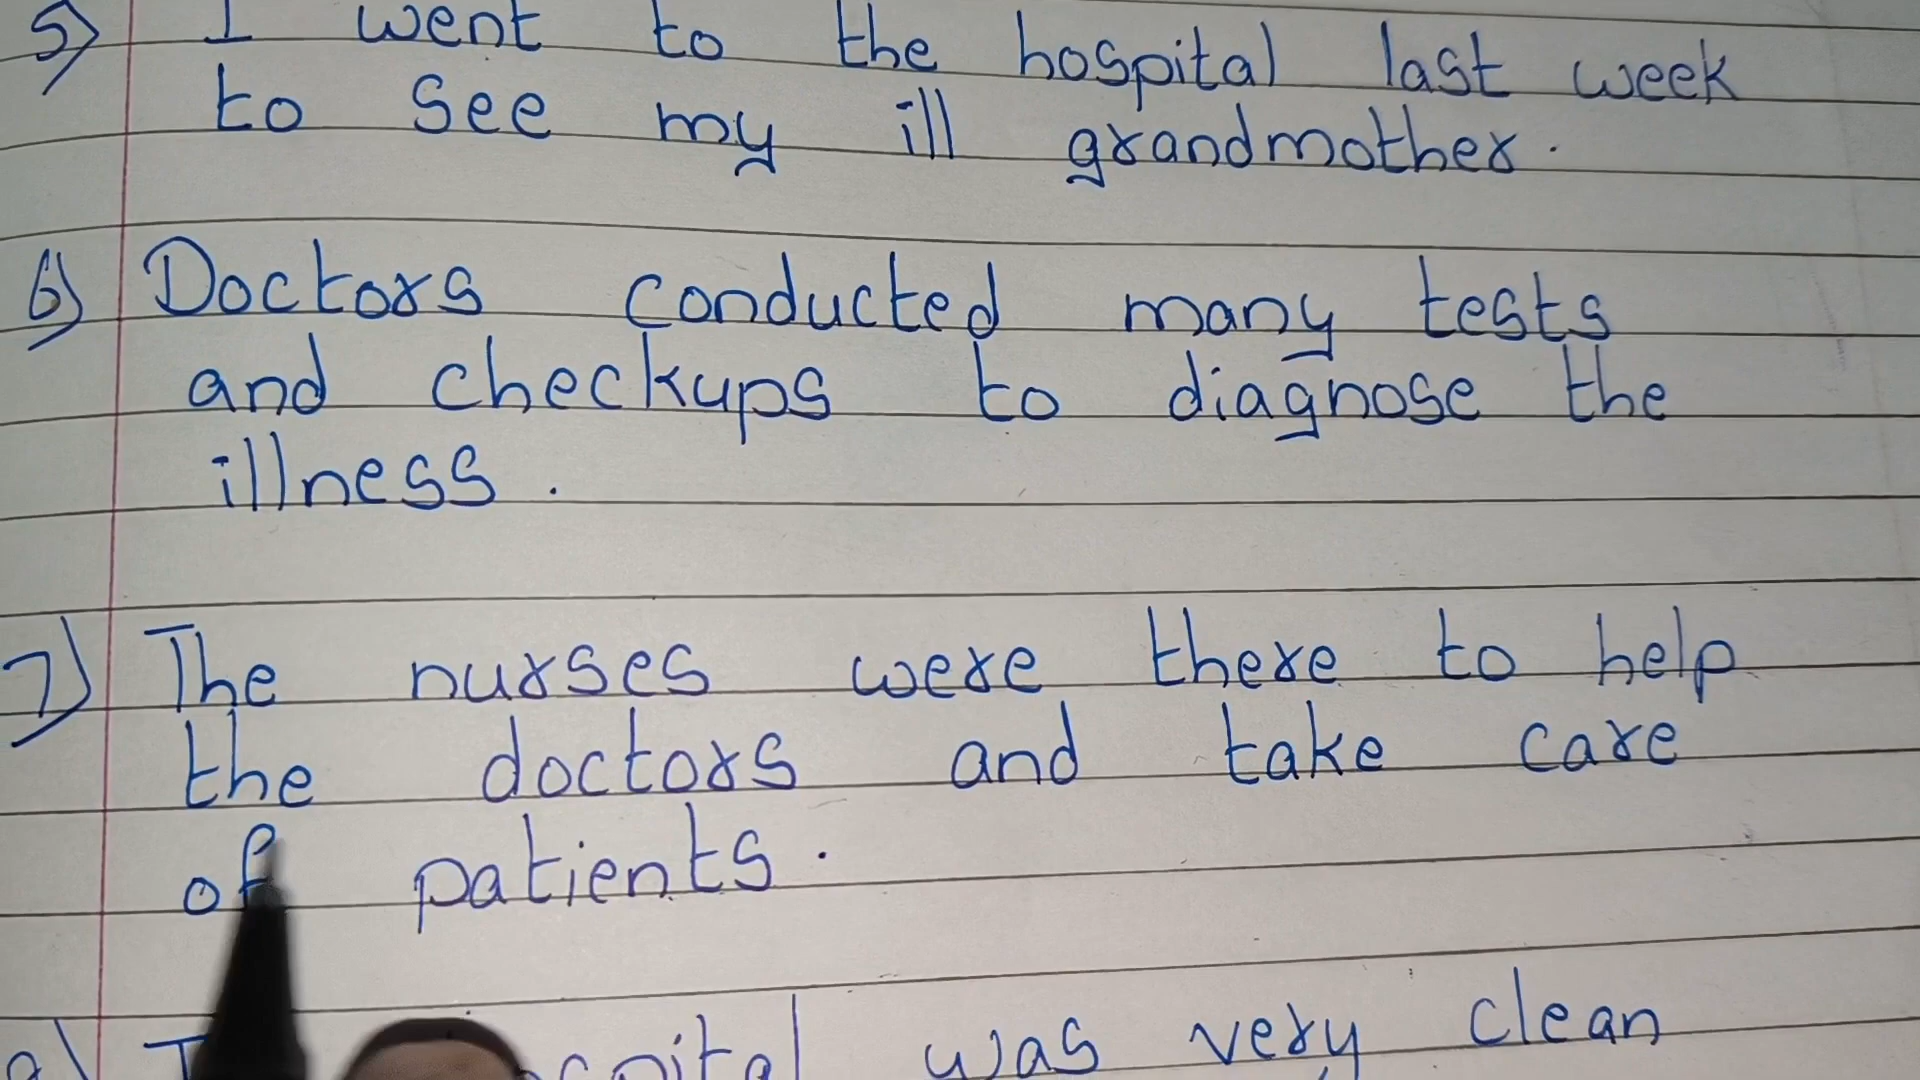 5) I went to the hospital last week
to see my ill grandmother.
6) Doctors conducted many tests
and checkups to diagnose the
illness.
7) The nurses were there to help
the doctors and take care
of patients.
was very clean